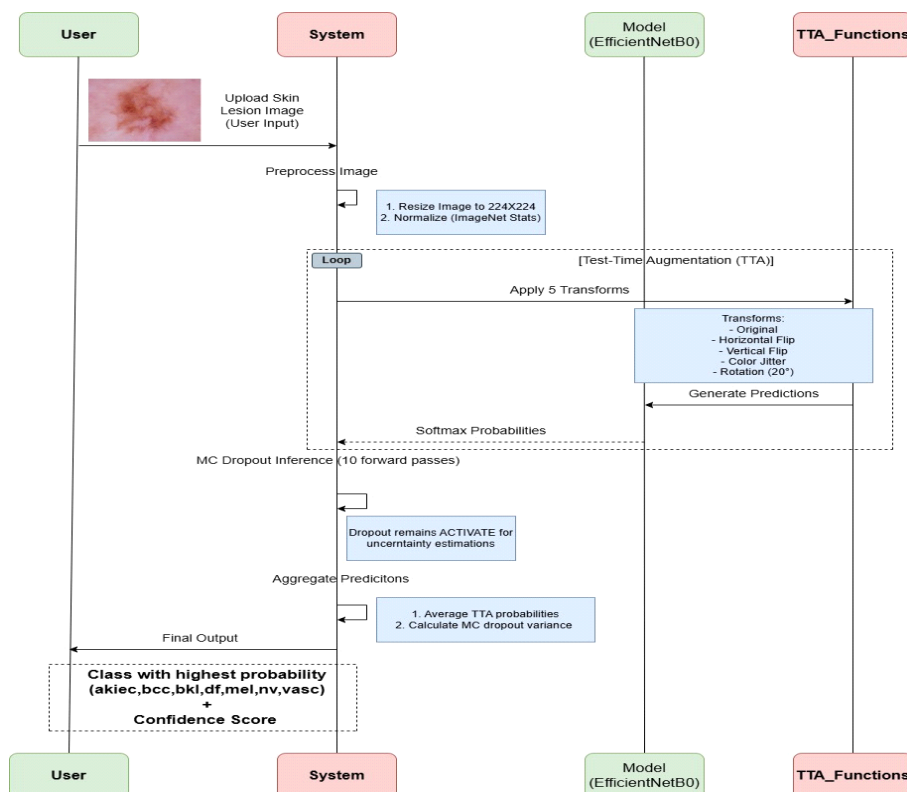 User
System
Model
(EfficientNetB0)
TTA_Functions
Upload Skin
Lesion Image
(User Input)
Preprocess Image
1. Resize Image to 224X224
2. Normalize (ImageNet Stats)
Loop
[Test-Time Augmentation (TTA)]
Apply 5 Transforms
Transforms:
- Original
- Horizontal Flip
- Vertical Flip
- Color Jitter
- Rotation (20°)
Generate Predictions
Softmax Probabilities
MC Dropout Inference (10 forward passes)
Dropout remains ACTIVATE for
uncerntainty estimations
Aggregate Predicitons
1. Average TTA probabilities
2. Calculate MC dropout variance
Final Output
Class with highest probability
(akiec,bcc,bkl,df,mel,nv,vasc)
+
Confidence Score
User
System
Model
(EfficientNetB0)
TTA_Functions